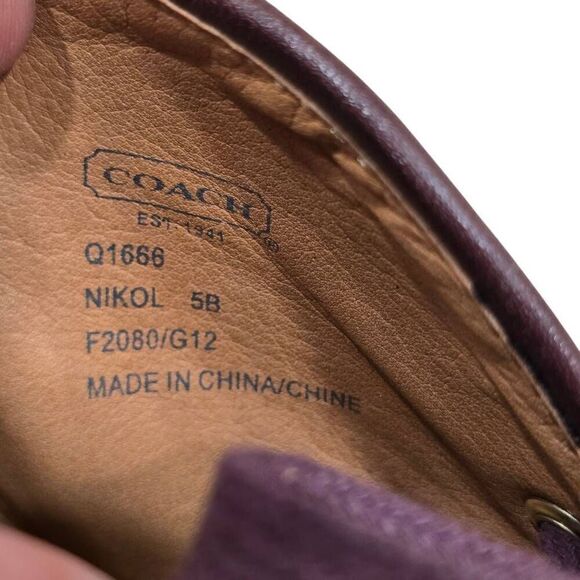 COACH ®
EST. 1941
Q1666
NIKOL 5B
F2080/G12
MADE IN CHINA/CHINE